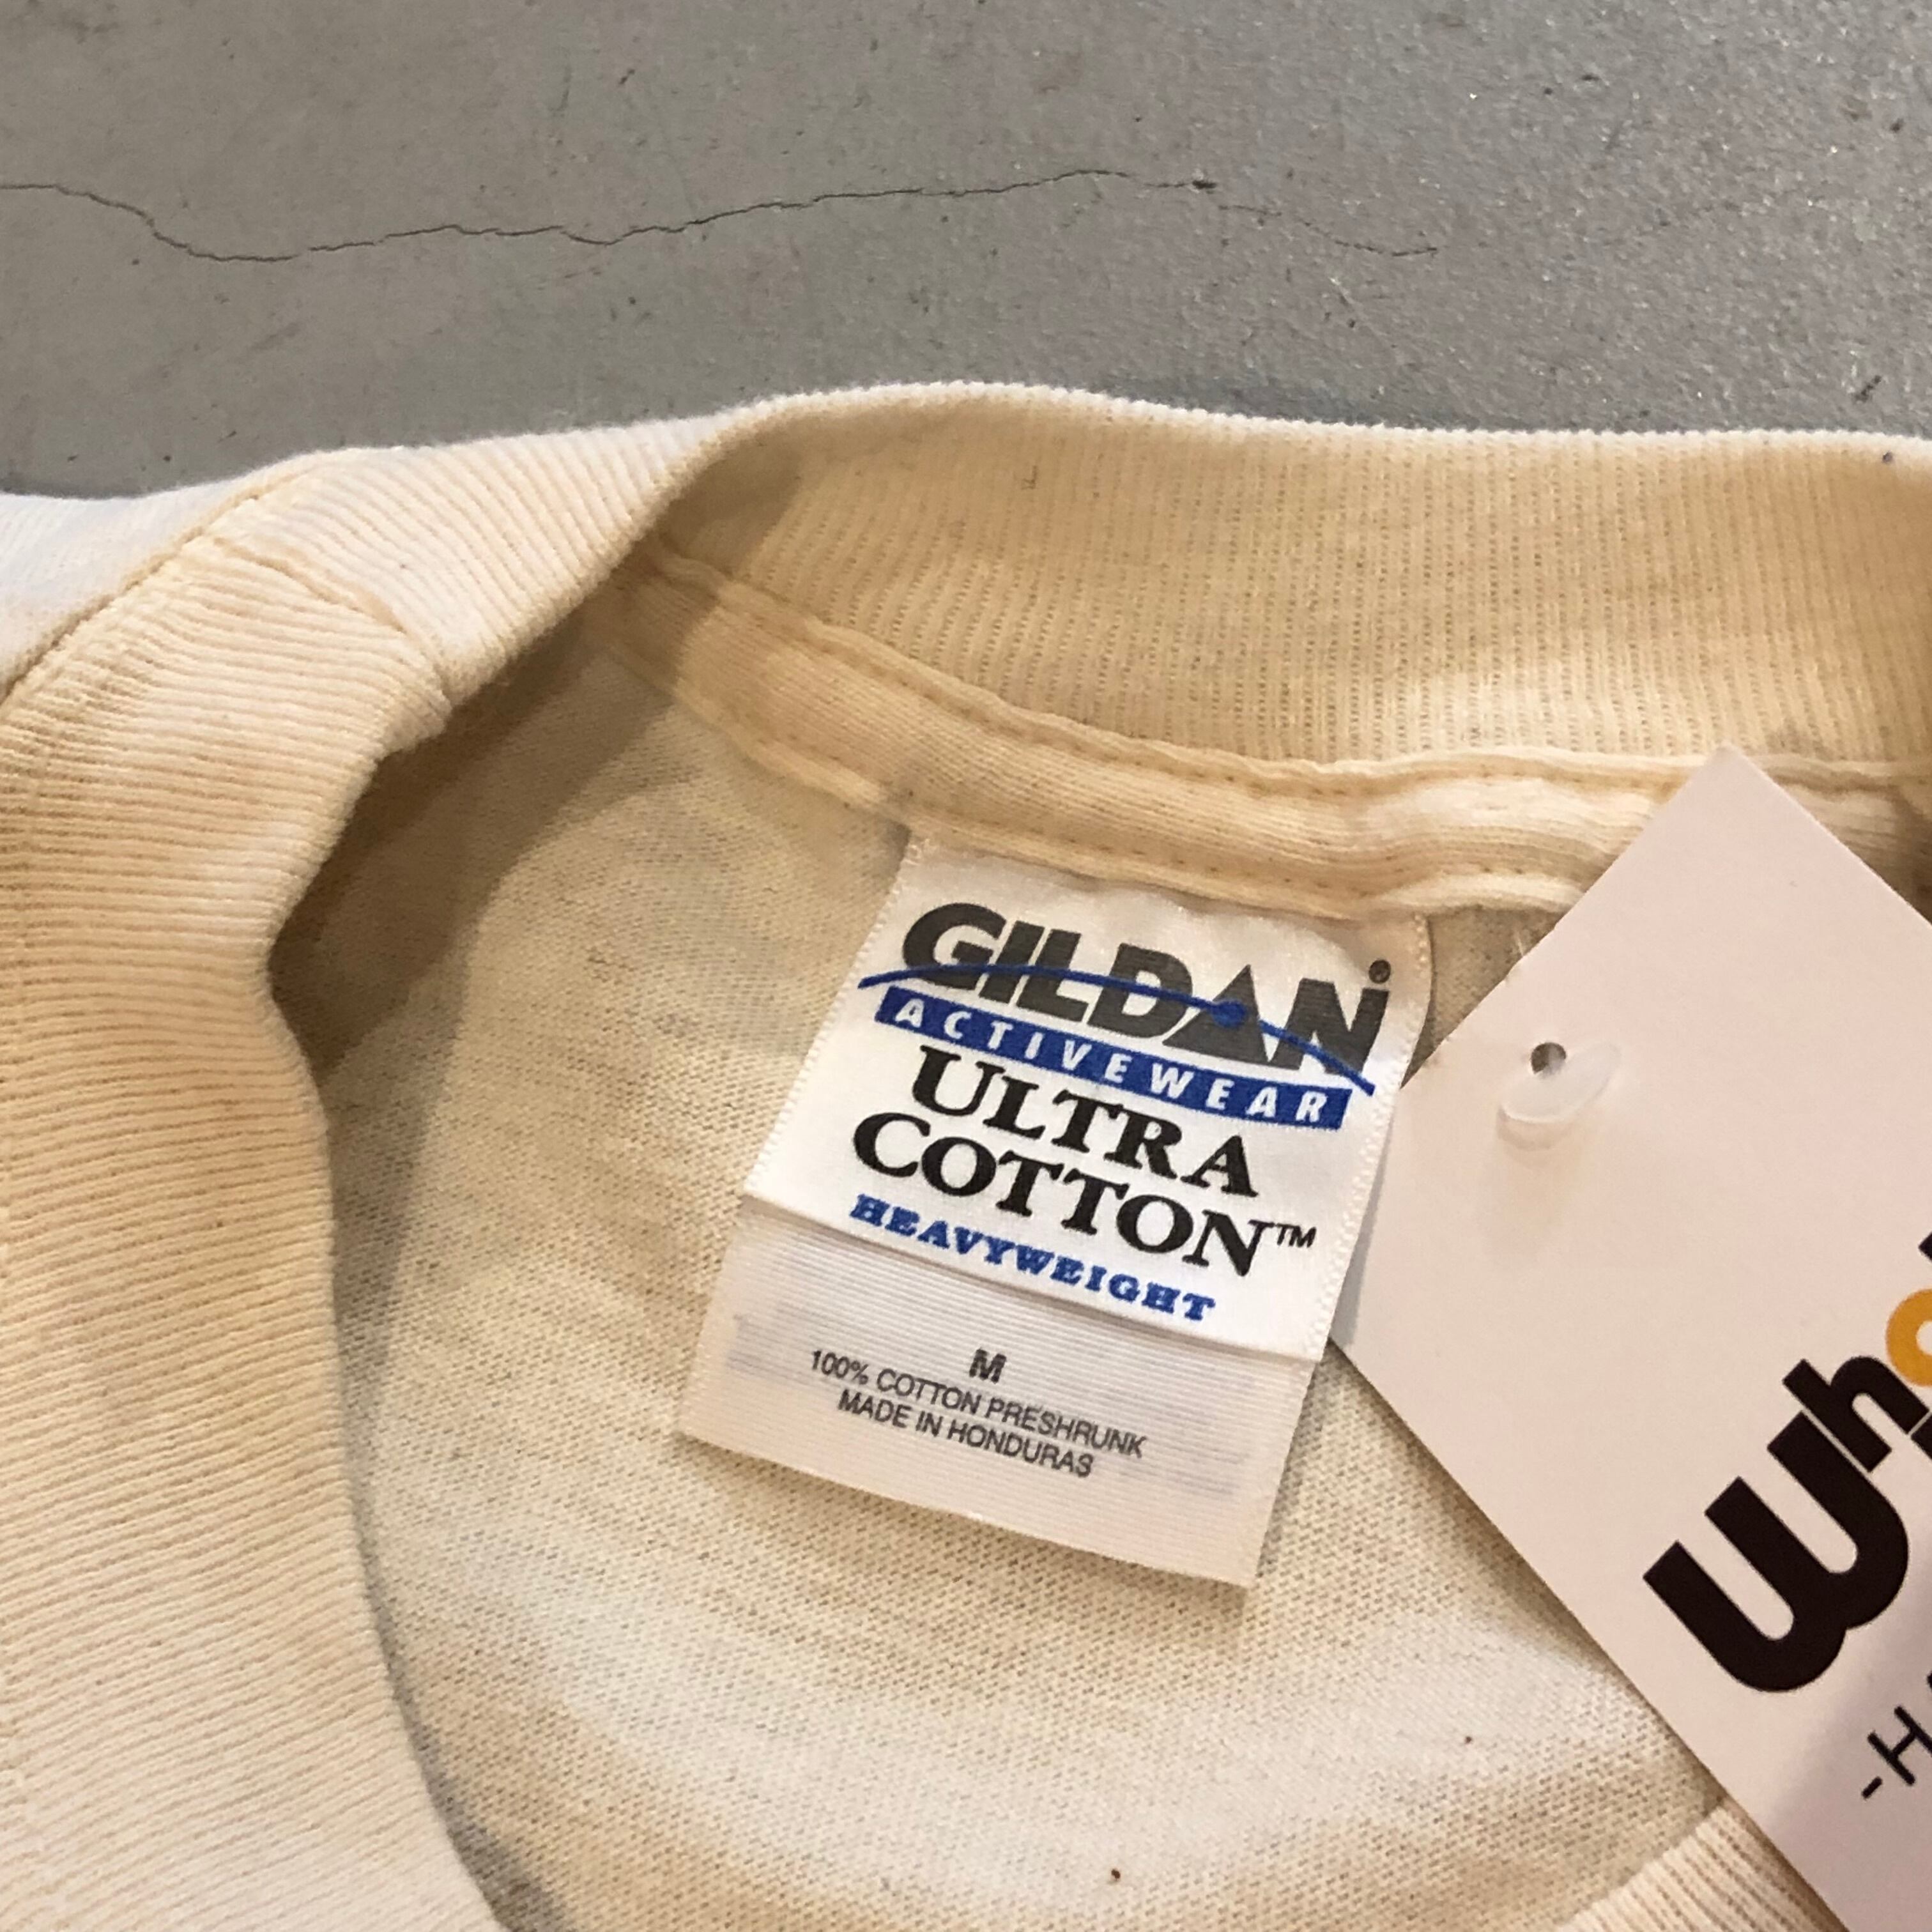 GILDAN®
ACTIVEWEAR
ULTRA
COTTON™
HEAVYWEIGHT
M
100% COTTON PRESHRUNK
MADE IN HONDURAS